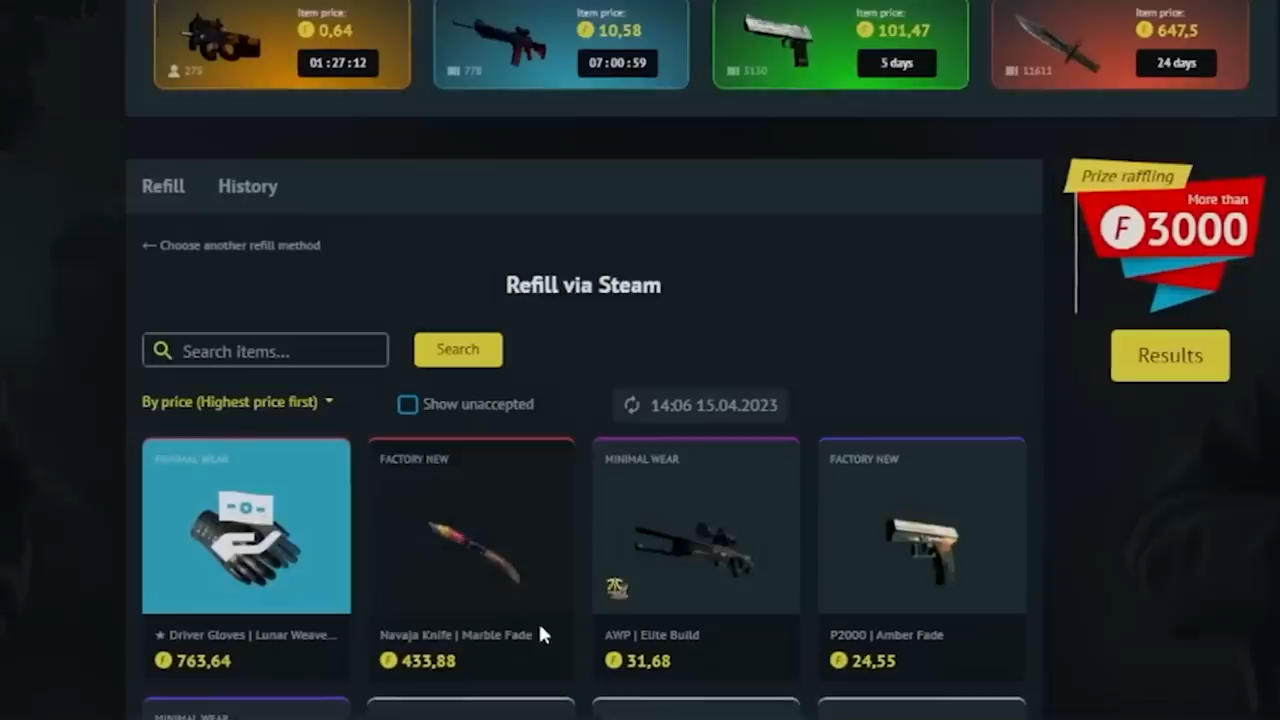 Item price: Item price: Item price: Item price:
0,64 10,58 101,47 647,5
275 01:27:12 778 07:00:59 3130 5 days 11611 24 days
Refill History
Prize raffling
More than
F 3000
← Choose another refill method
Refill via Steam
Search items...
Search
Results
By price (Highest price first)
Show unaccepted
14:06 15.04.2023
MINIMAL WEAR FACTORY NEW MINIMAL WEAR FACTORY NEW
★ Driver Gloves | Lunar Weave... Navaja Knife | Marble Fade AWP | Elite Build P2000 | Amber Fade
F 763,64 F 433,88 F 31,68 F 24,55
MINIMAL WEAR